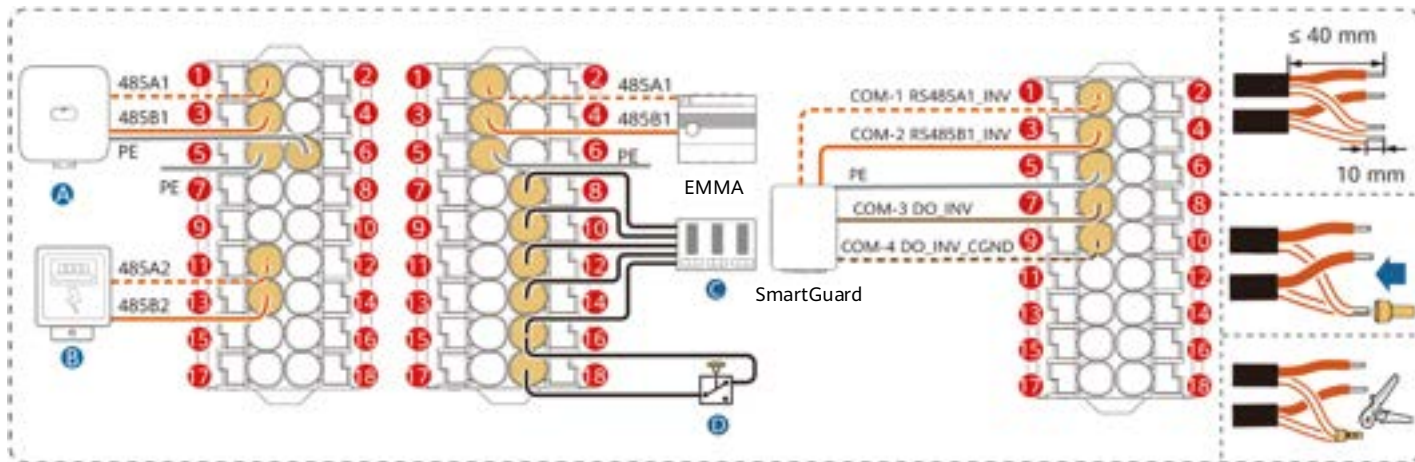 485A1
485B1
PE
PE
A
485A2
485B2
B
1 2
3 4
5 6
7 8
9 10
11 12
13 14
15 16
17 18
1 2
3 4
5 6
7 8
9 10
11 12
13 14
15 16
17 18
485A1
485B1
PE
EMMA
C
D
COM-1 RS485A1_INV
COM-2 RS485B1_INV
PE
COM-3 DO_INV
COM-4 DO_INV_CGND
SmartGuard
1 2
3 4
5 6
7 8
9 10
11 12
13 14
15 16
17 18
≤ 40 mm
10 mm